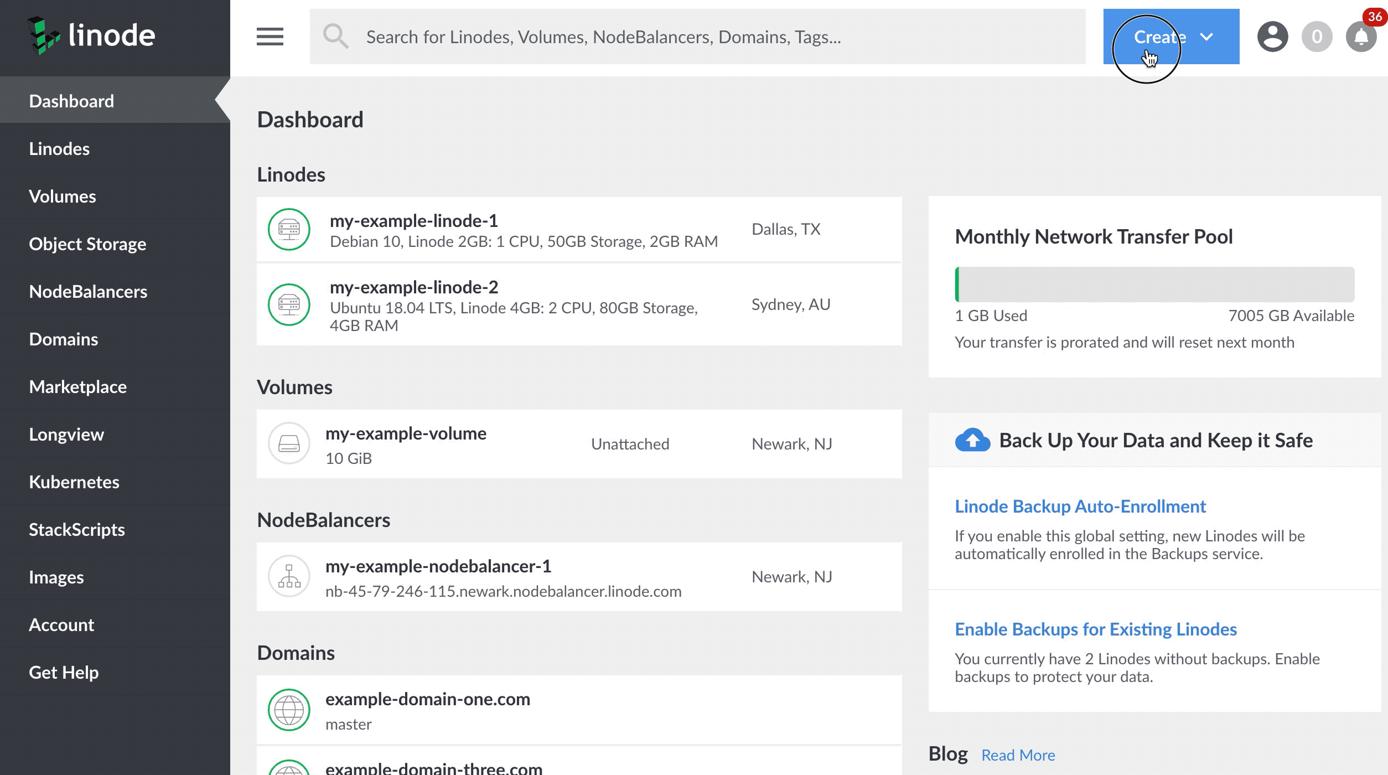 linode
Search for Linodes, Volumes, NodeBalancers, Domains, Tags...
Create
0
36
Dashboard
Linodes
Volumes
Object Storage
NodeBalancers
Domains
Marketplace
Longview
Kubernetes
StackScripts
Images
Account
Get Help
Dashboard
Linodes
my-example-linode-1
Debian 10, Linode 2GB: 1 CPU, 50GB Storage, 2GB RAM
Dallas, TX
my-example-linode-2
Ubuntu 18.04 LTS, Linode 4GB: 2 CPU, 80GB Storage,
4GB RAM
Sydney, AU
Volumes
my-example-volume
10 GiB
Unattached
Newark, NJ
NodeBalancers
my-example-nodebalancer-1
nb-45-79-246-115.newark.nodebalancer.linode.com
Newark, NJ
Domains
example-domain-one.com
master
example-domain-three.com
Monthly Network Transfer Pool
1 GB Used
7005 GB Available
Your transfer is prorated and will reset next month
Back Up Your Data and Keep it Safe
Linode Backup Auto-Enrollment
If you enable this global setting, new Linodes will be
automatically enrolled in the Backups service.
Enable Backups for Existing Linodes
You currently have 2 Linodes without backups. Enable
backups to protect your data.
Blog Read More